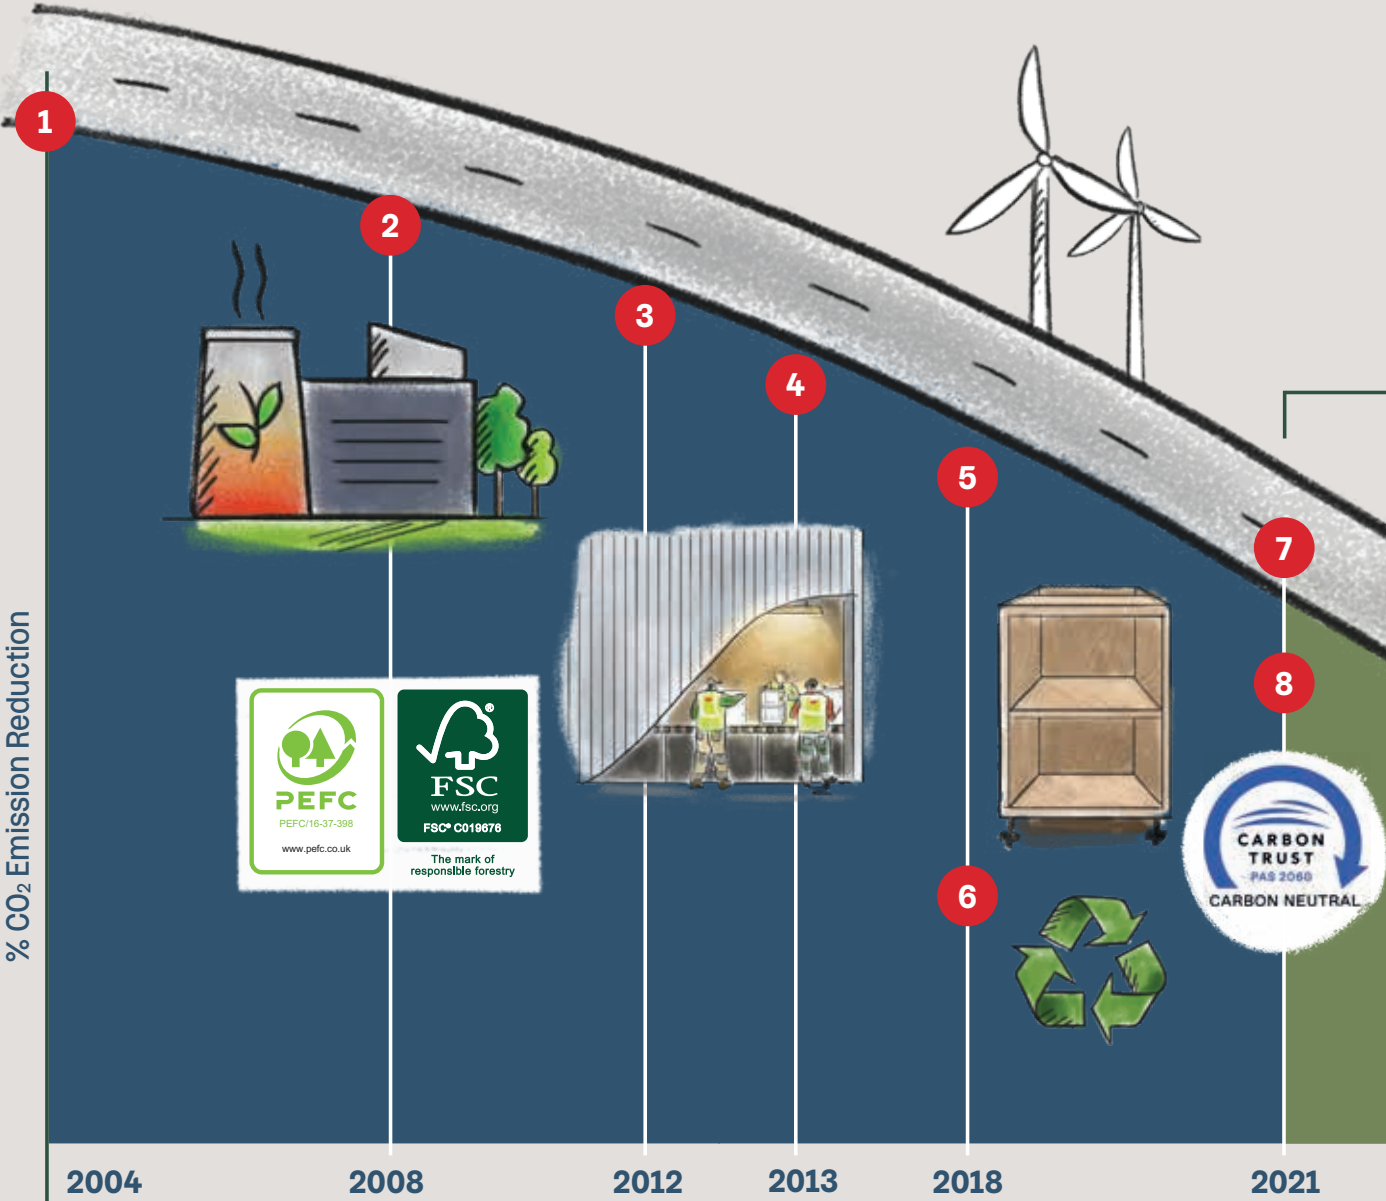 1
2
3
4
5
6
7
8
% CO₂ Emission Reduction
PEFC
PEFC/16-37-398
www.pefc.co.uk
FSC
www.fsc.org
FSC® C019676
The mark of
responsible forestry
CARBON
TRUST
PAS 2060
CARBON NEUTRAL
2004
2008
2012
2013
2018
2021